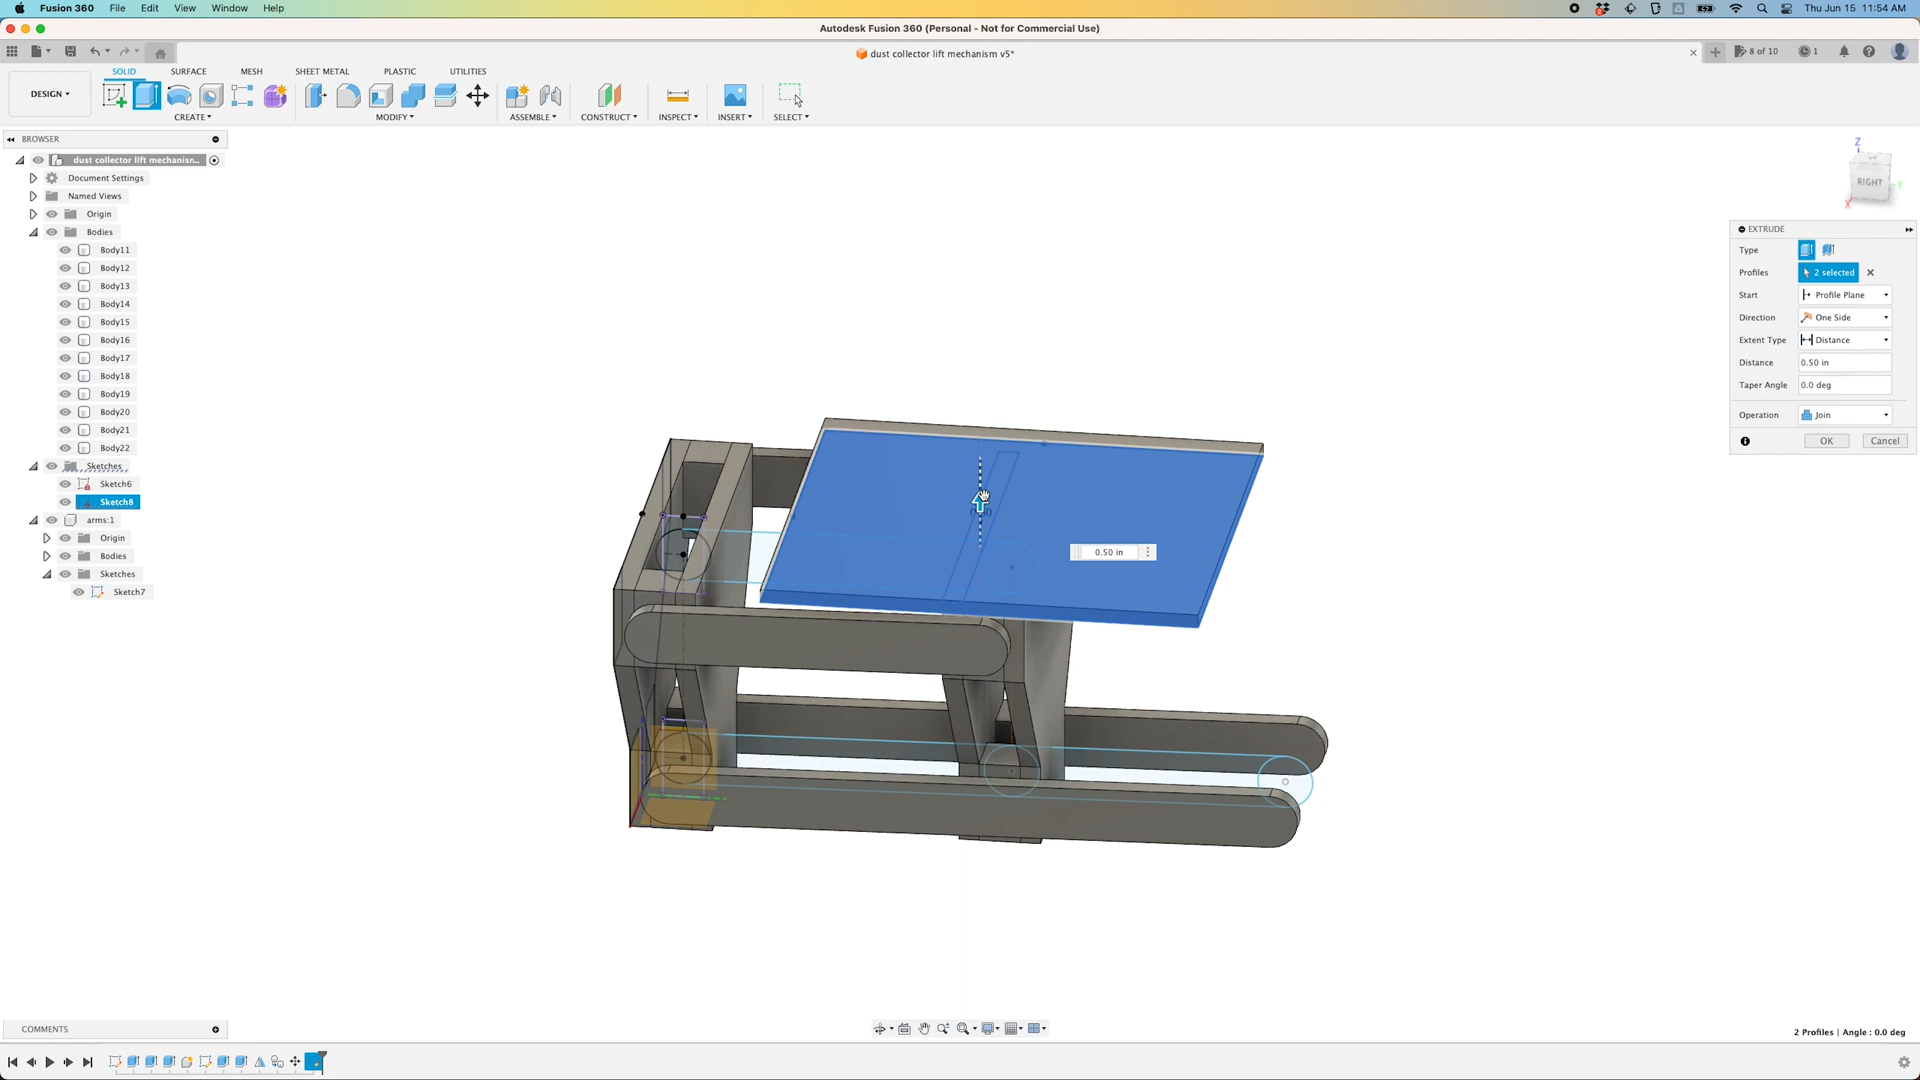 Fusion 360 File Edit View Window Help Thu Jun 15 11:54 AM
Autodesk Fusion 360 (Personal - Not for Commercial Use)
dust collector lift mechanism v5* 8 of 10 1
SOLID SURFACE MESH SHEET METAL PLASTIC UTILITIES
DESIGN
CREATE MODIFY ASSEMBLE CONSTRUCT INSPECT INSERT SELECT
BROWSER
dust collector lift mechanisn...
Document Settings
Named Views
Origin
Bodies
Body11
Body12
Body13
Body14
Body15
Body16
Body17
Body18
Body19
Body20
Body21
Body22
Sketches
Sketch6
Sketch8
arms:1
Origin
Bodies
Sketches
Sketch7
Z
RIGHT
X
Y
EXTRUDE
Type
Profiles 2 selected
Start Profile Plane
Direction One Side
Extent Type Distance
Distance 0.50 in
Taper Angle 0.0 deg
Operation Join
OK Cancel
0.50 in
COMMENTS
2 Profiles | Angle : 0.0 deg